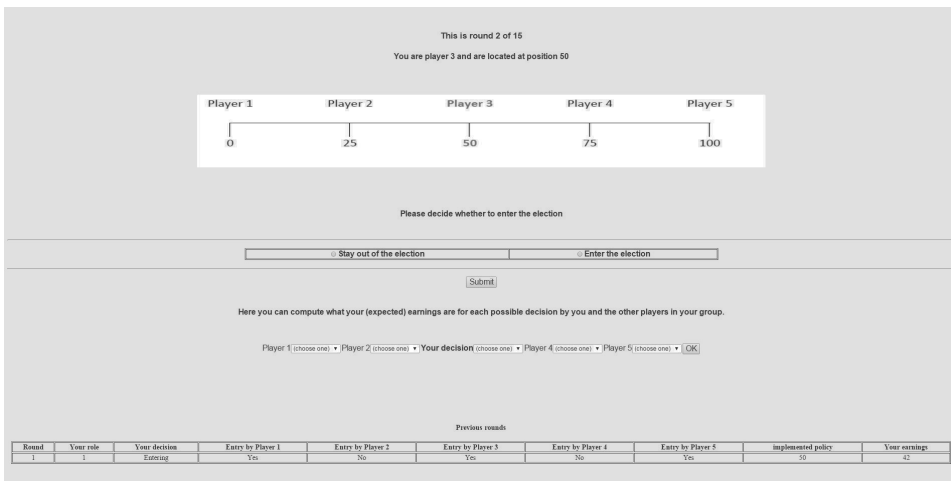 This is round 2 of 15
You are player 3 and are located at position 50
Player 1 Player 2 Player 3 Player 4 Player 5
0 25 50 75 100
Please decide whether to enter the election
Stay out of the election Enter the election
Submit
Here you can compute what your (expected) earnings are for each possible decision by you and the other players in your group.
Player 1 (choose one) Player 2 (choose one) Your decision (choose one) Player 4 (choose one) Player 5 (choose one) OK
Previous rounds
Round Your role Your decision Entry by Player 1 Entry by Player 2 Entry by Player 3 Entry by Player 4 Entry by Player 5 implemented policy Your earnings
1 1 Entering Yes No Yes No Yes 50 42